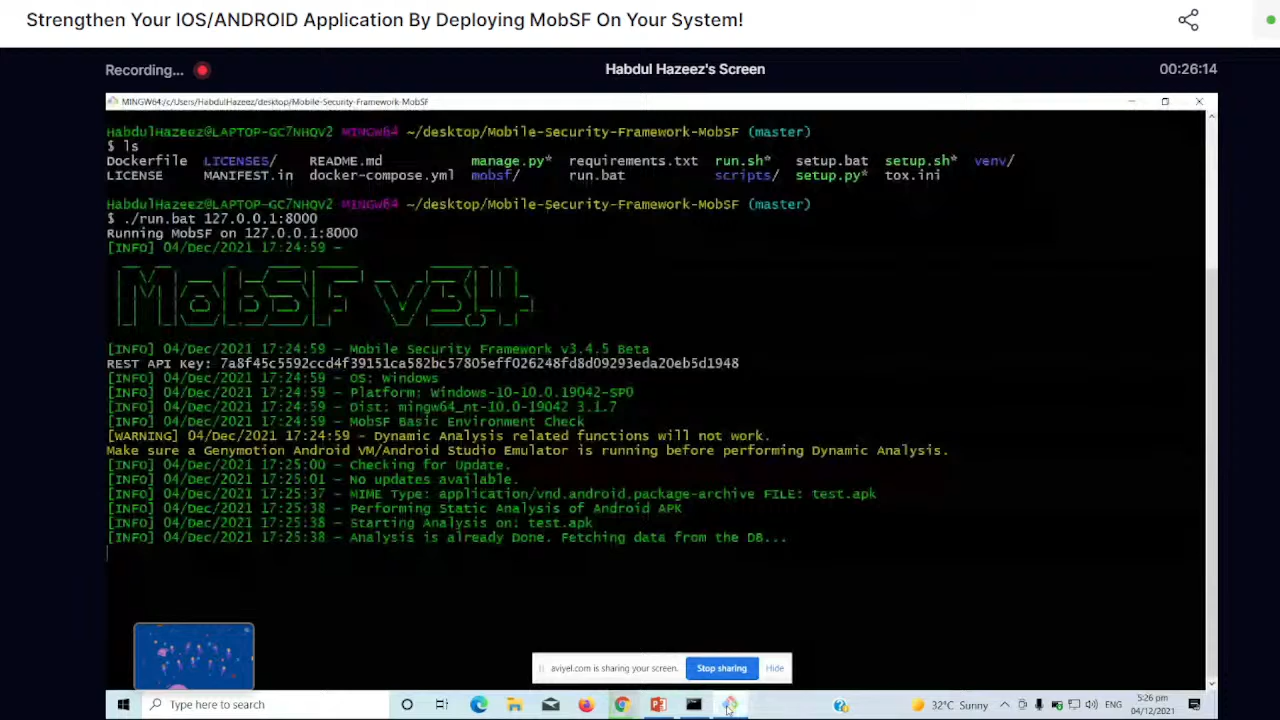 Strengthen Your IOS/ANDROID Application By Deploying MobSF On Your System!
Recording...
Habdul Hazeez's Screen
00:26:14
MINGW64:/c/Users/HabdulHazeez/desktop/Mobile-Security-Framework-MobSF
HabdulHazeez@LAPTOP-GC7NHQV2 MINGW64 ~/desktop/Mobile-Security-Framework-MobSF (master)
$ ls
Dockerfile LICENSES/ README.md manage.py* requirements.txt run.sh* setup.bat setup.sh* venv/
LICENSE MANIFEST.in docker-compose.yml mobsf/ run.bat scripts/ setup.py* tox.ini
HabdulHazeez@LAPTOP-GC7NHQV2 MINGW64 ~/desktop/Mobile-Security-Framework-MobSF (master)
$ ./run.bat 127.0.0.1:8000
Running MobSF on 127.0.0.1:8000
[INFO] 04/Dec/2021 17:24:59 -
MobSF v3.4
[INFO] 04/Dec/2021 17:24:59 - Mobile Security Framework v3.4.5 Beta
REST API Key: 7a8f45c5592ccd4f39151ca582bc57805eff026248fd8d09293eda20eb5d1948
[INFO] 04/Dec/2021 17:24:59 - OS: Windows
[INFO] 04/Dec/2021 17:24:59 - Platform: Windows-10-10.0.19042-SP0
[INFO] 04/Dec/2021 17:24:59 - Dist: mingw64_nt-10.0-19042 3.1.7
[INFO] 04/Dec/2021 17:24:59 - MobSF Basic Environment Check
[WARNING] 04/Dec/2021 17:24:59 - Dynamic Analysis related functions will not work.
Make sure a Genymotion Android VM/Android Studio Emulator is running before performing Dynamic Analysis.
[INFO] 04/Dec/2021 17:25:00 - Checking for Update.
[INFO] 04/Dec/2021 17:25:01 - No updates available.
[INFO] 04/Dec/2021 17:25:37 - MIME Type: application/vnd.android.package-archive FILE: test.apk
[INFO] 04/Dec/2021 17:25:38 - Performing Static Analysis of Android APK
[INFO] 04/Dec/2021 17:25:38 - Starting Analysis on: test.apk
[INFO] 04/Dec/2021 17:25:38 - Analysis is already Done. Fetching data from the DB...
aviyel.com is sharing your screen.
Stop sharing
Hide
Type here to search
32°C Sunny
ENG
5:26 pm
04/12/2021